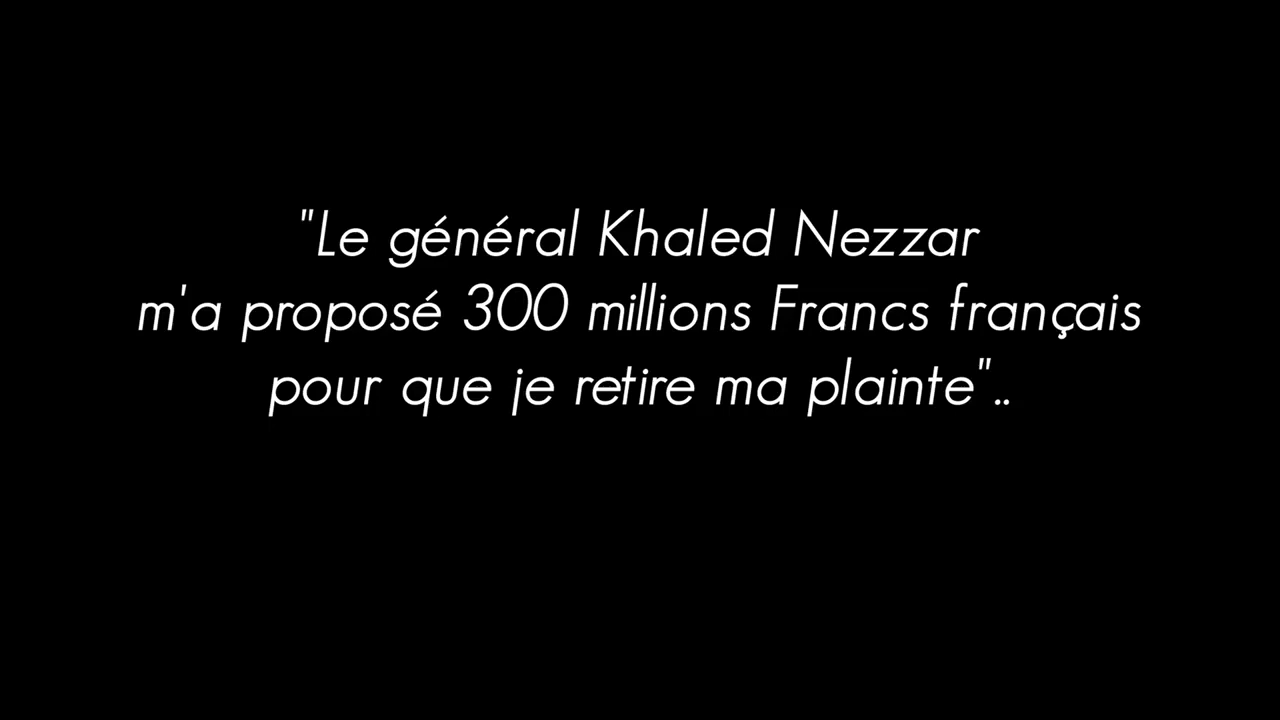 "Le général Khaled Nezzar
m'a proposé 300 millions Francs français
pour que je retire ma plainte"..